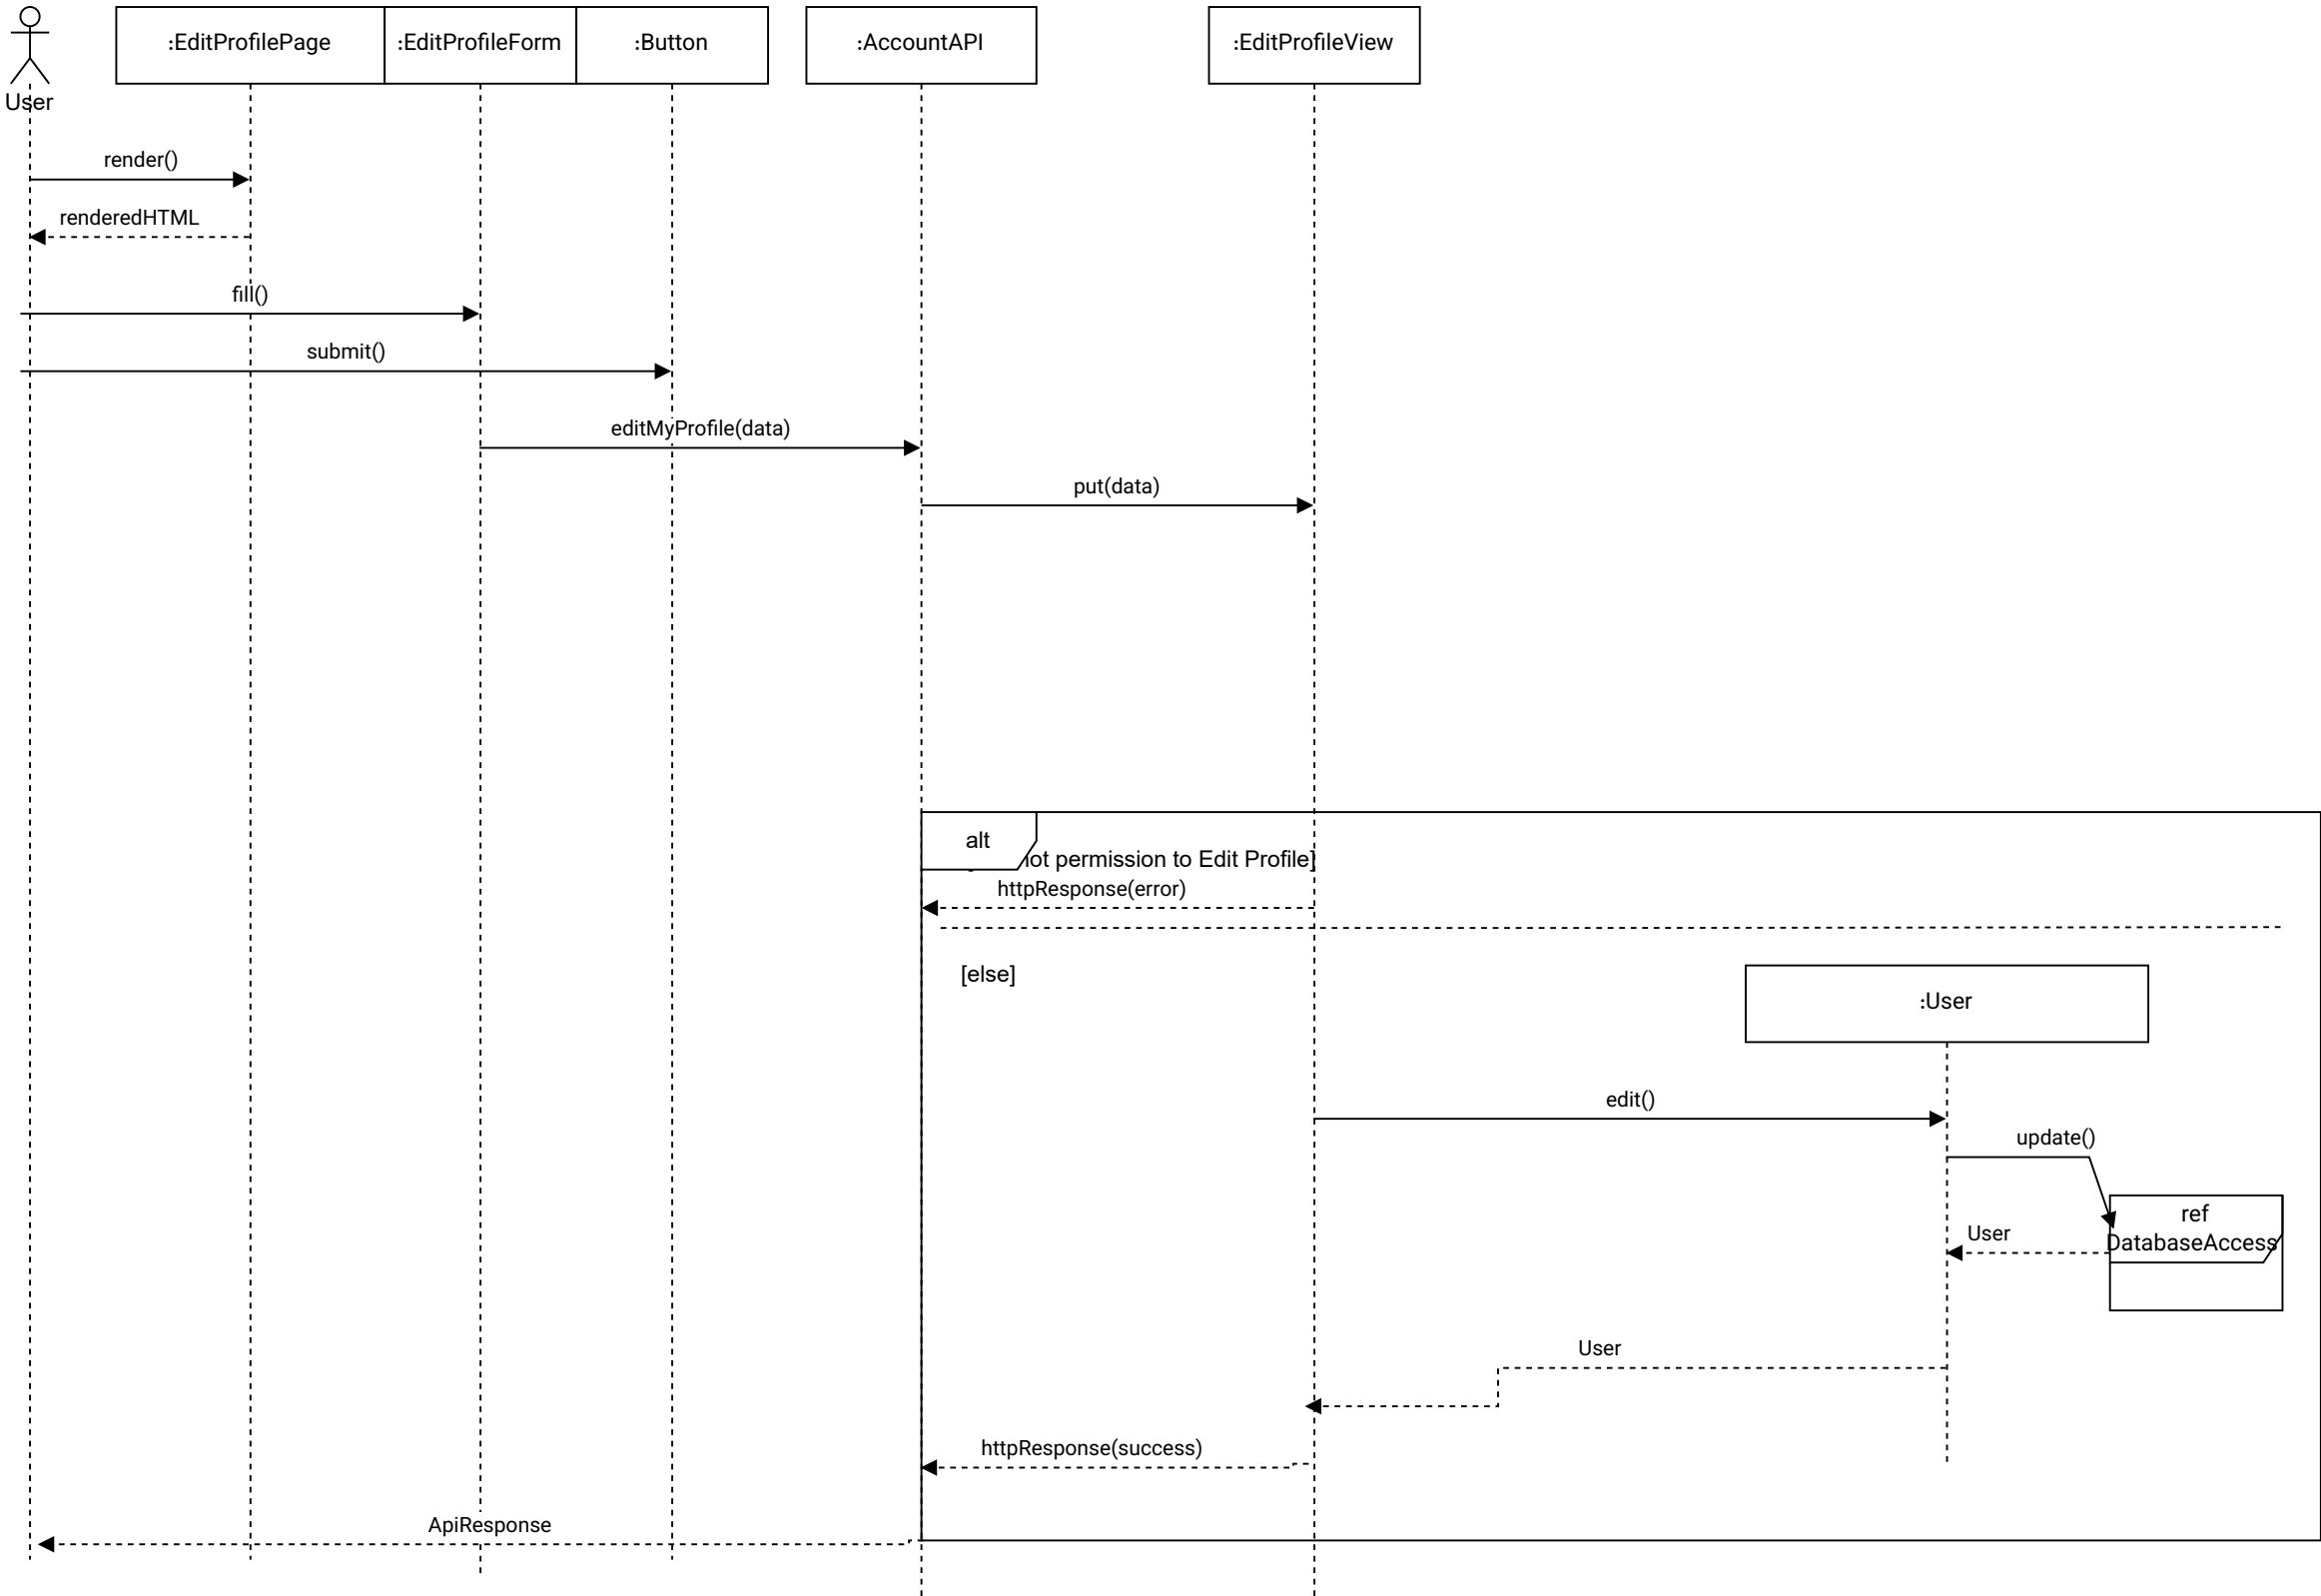 :EditProfilePage
:EditProfileForm
:Button
:AccountAPI
:EditProfileView
User
render()
renderedHTML
fill()
submit()
editMyProfile(data)
put(data)
alt
permission to Edit Profile]
httpResponse(error)
[else]
:User
edit()
update()
ref
DatabaseAccess
User
User
httpResponse(success)
ApiResponse